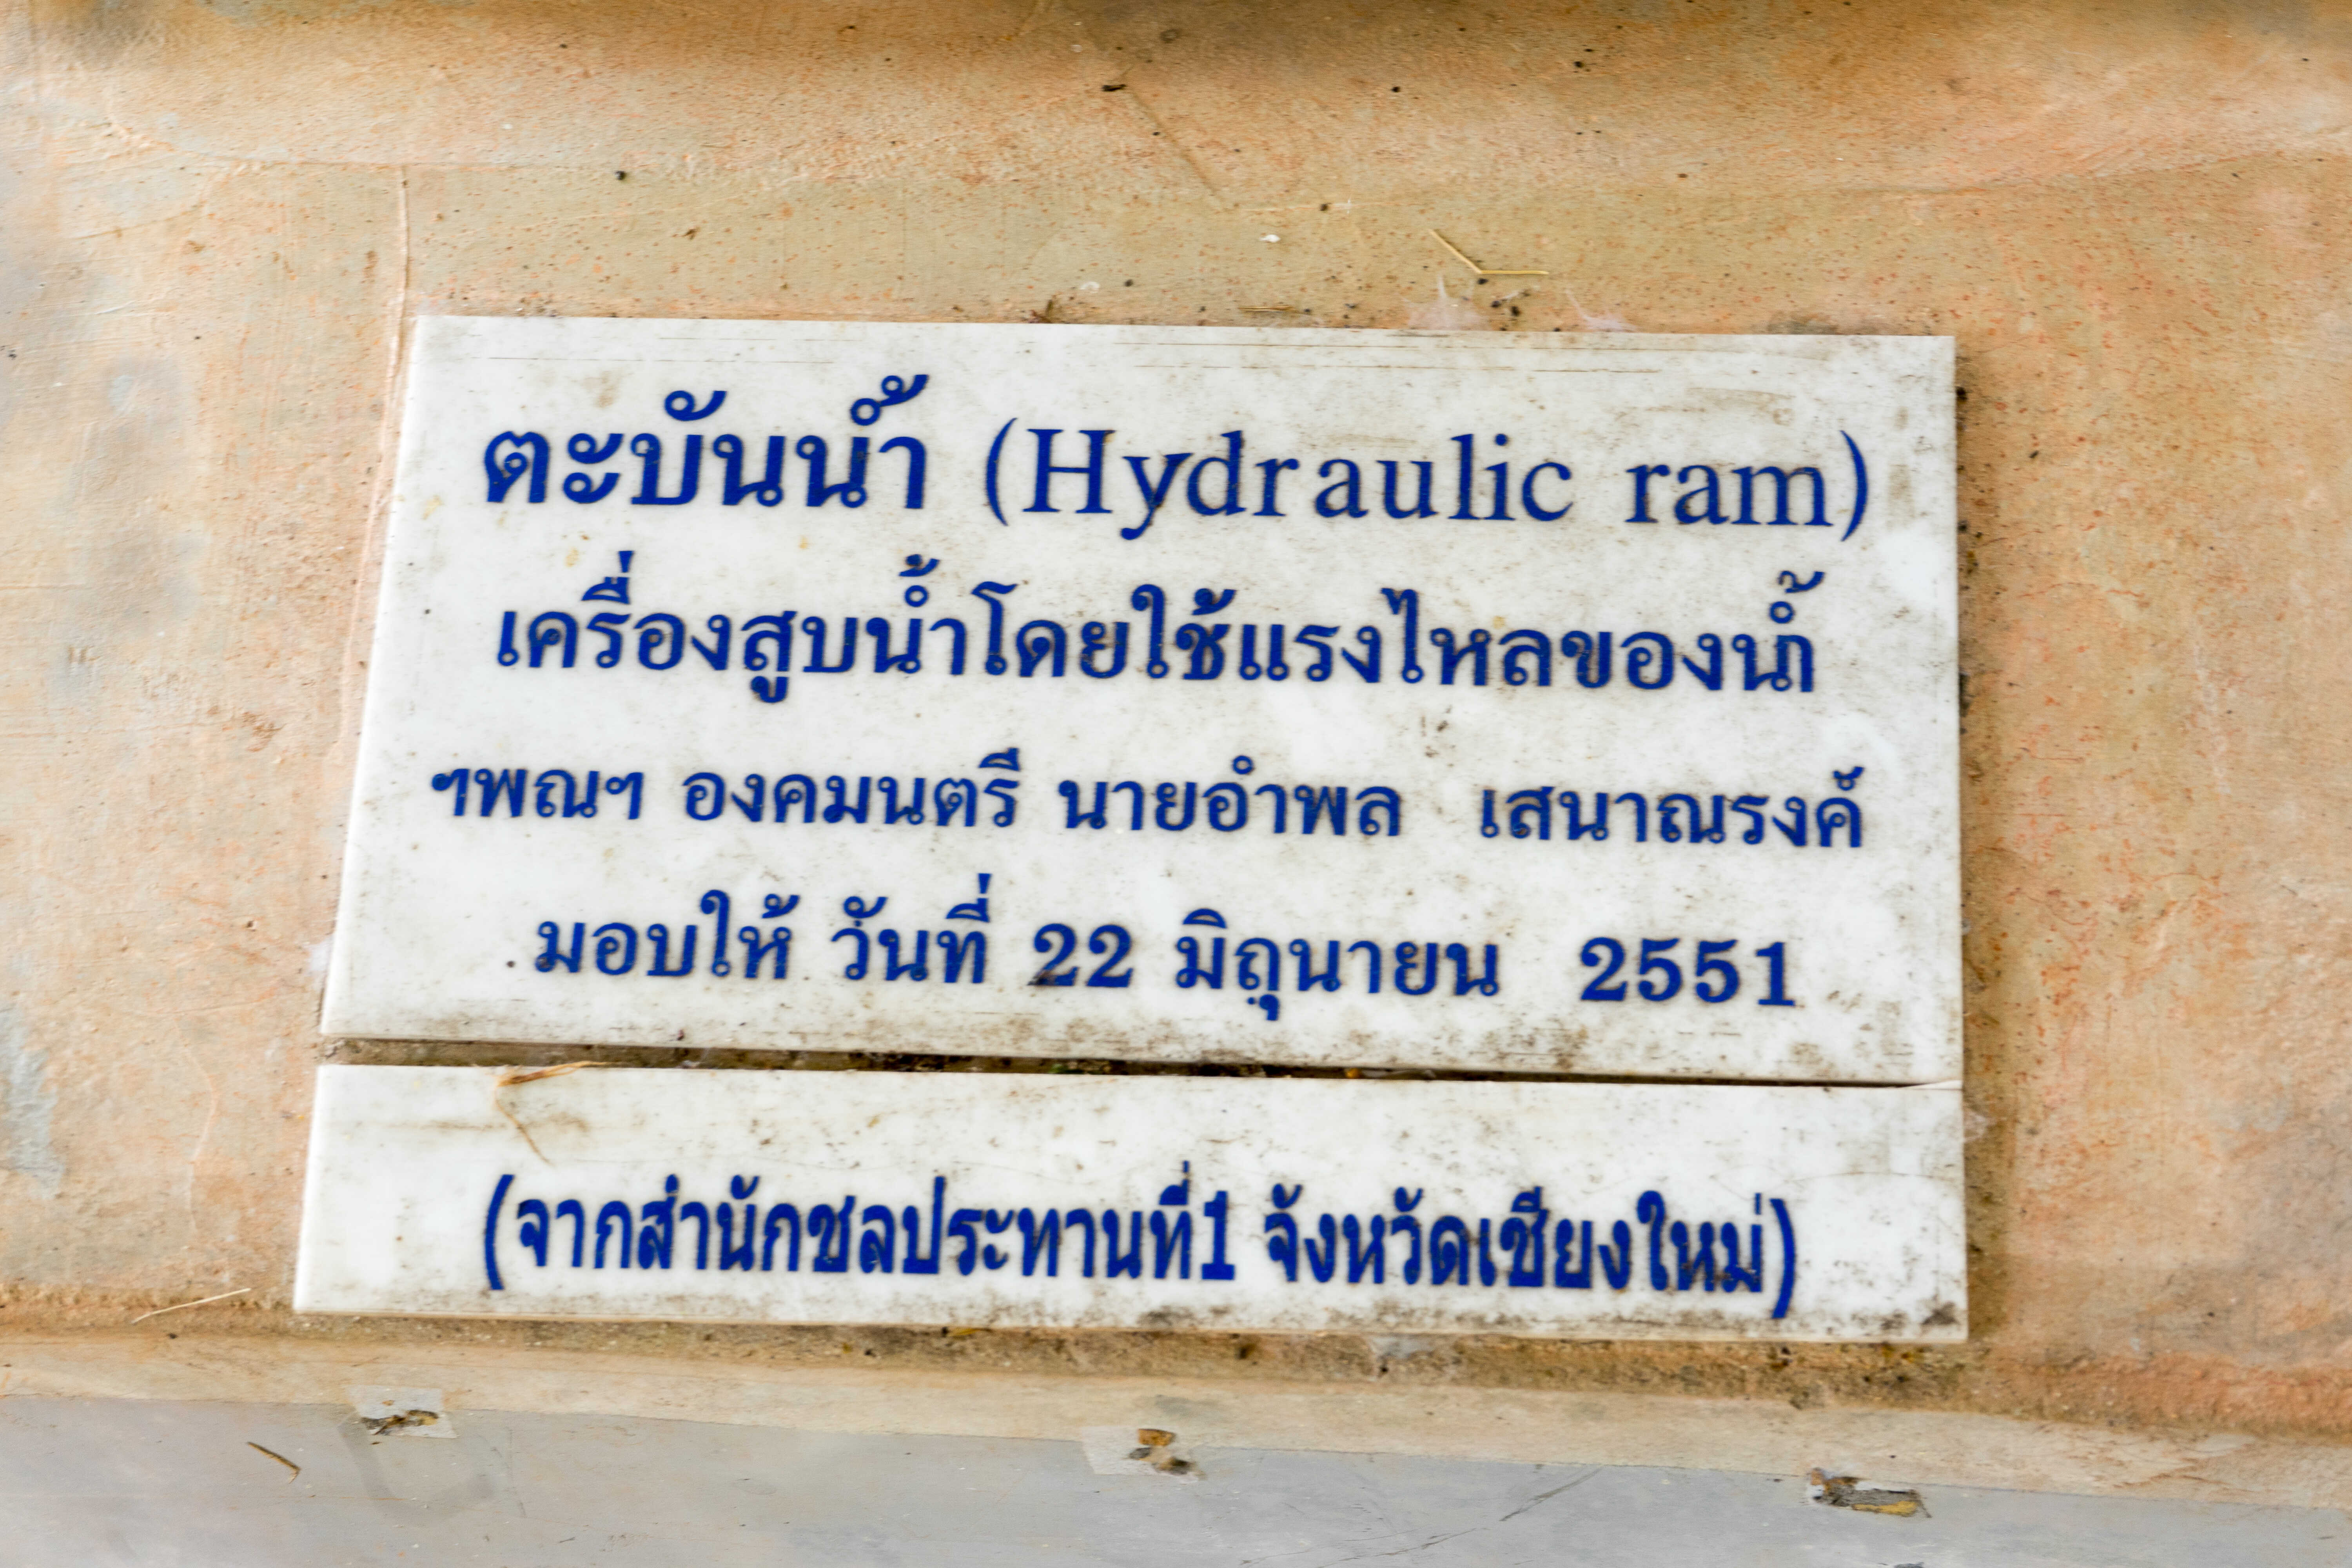 ตะบันน้ำ (Hydraulic ram)
เครื่องสูบน้ำโดยใช้แรงไหลของน้ำ
ฯพณฯ องคมนตรี นายอำพล เสนาณรงค์
มอบให้ วันที่ 22 มิถุนายน 2551
(จากสำนักชลประทานที่1 จังหวัดเชียงใหม่)